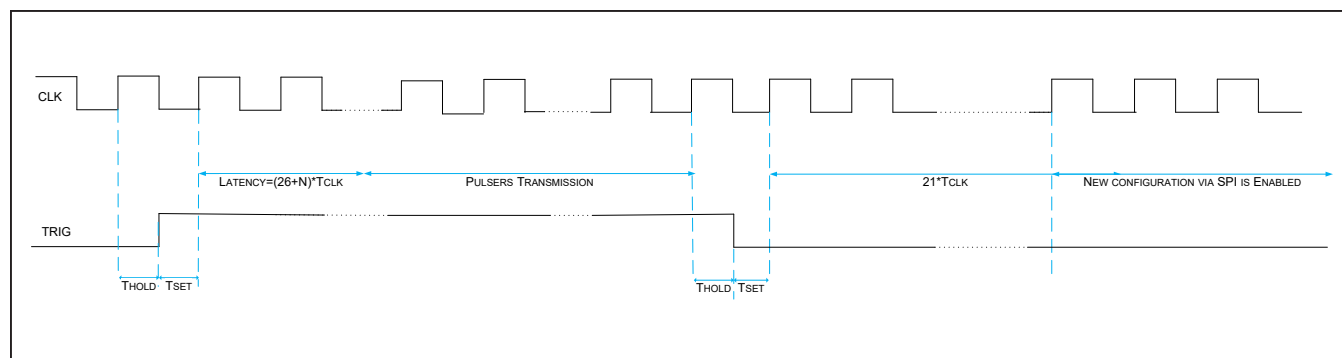 CLK
LATENCY=(26+N)*TCLK
PULSERS TRANSMISSION
21*TCLK
NEW CONFIGURATION VIA SPI IS ENABLED
TRIG
THOLD
TSET
THOLD
TSET